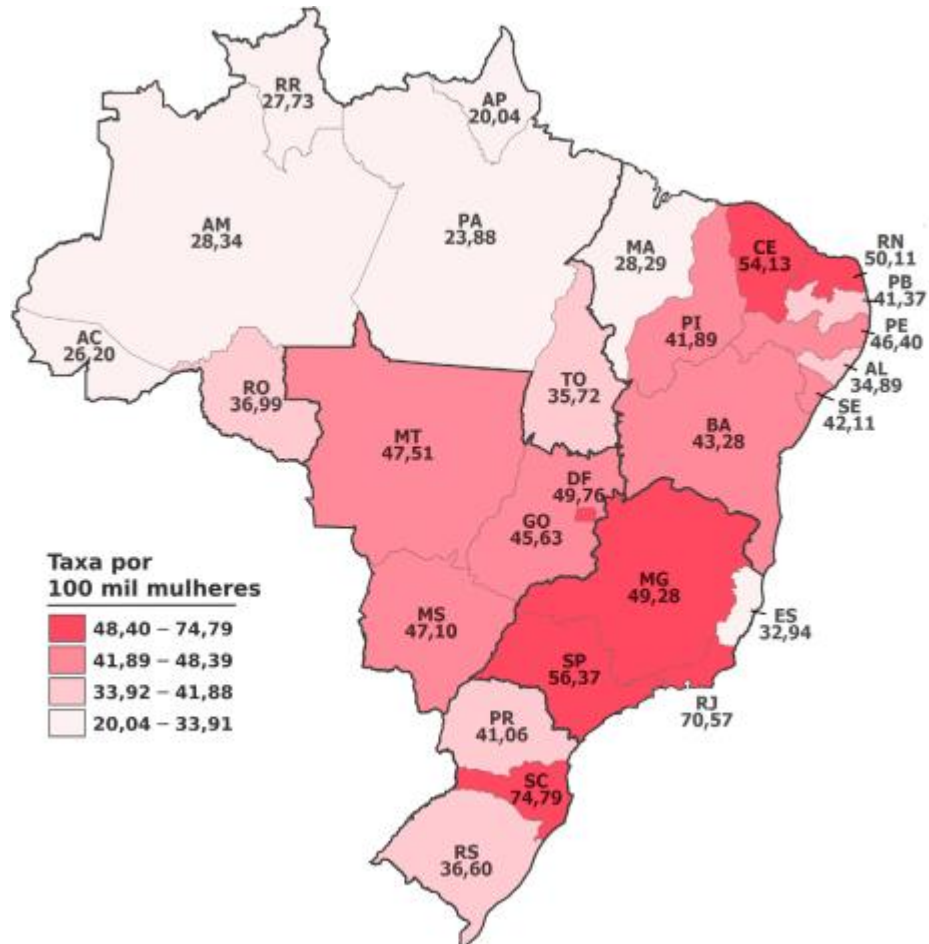 RR
27,73
AP
20,04
AM
28,34
PA
23,88
MA
28,29
CE
54,13
RN
50,11
PB
41,37
PI
41,89
PE
46,40
AC
26,20
RO
36,99
TO
35,72
AL
34,89
SE
42,11
MT
47,51
BA
43,28
DF
49,76
GO
45,63
Taxa por
100 mil mulheres
48,40 – 74,79
41,89 – 48,39
33,92 – 41,88
20,04 – 33,91
MS
47,10
MG
49,28
ES
32,94
SP
56,37
RJ
70,57
PR
41,06
SC
74,79
RS
36,60